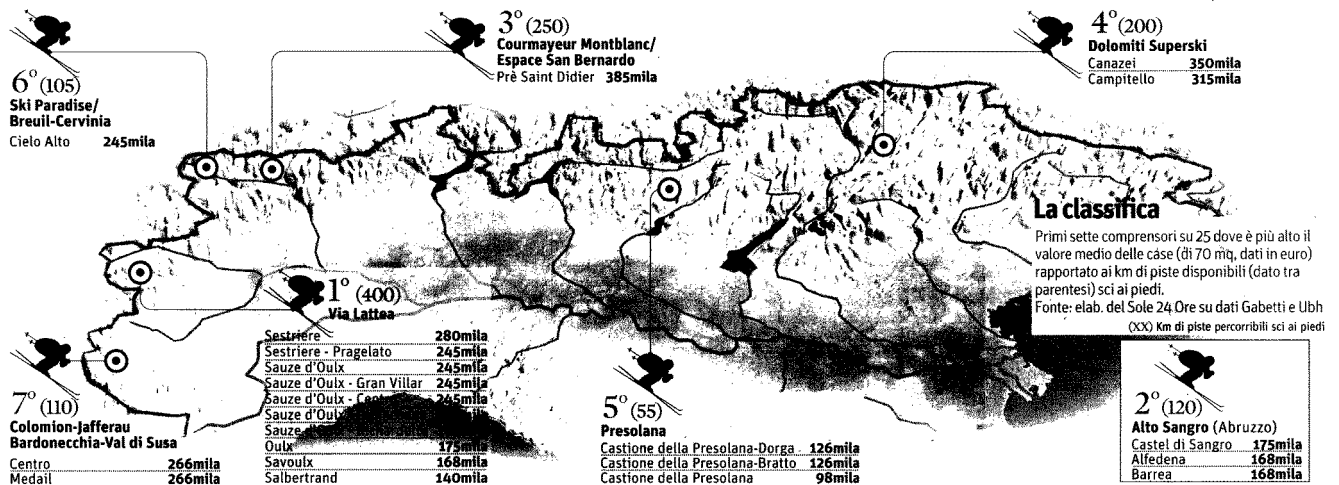 6° (105)
Ski Paradise/
Breuil-Cervinia
Cielo Alto 245mila
3° (250)
Courmayeur Montblanc/
Espace San Bernardo
Prè Saint Didier 385mila
4° (200)
Dolomiti Superski
Canazei 350mila
Campitello 315mila
La classifica
Primi sette comprensori su 25 dove è più alto il
valore medio delle case (di 70 mq, dati in euro)
rapportato ai km di piste disponibili (dato tra
parentesi) sci ai piedi.
Fonte: elab. del Sole 24 Ore su dati Gabetti e Ubh
(XX) Km di piste percorribili sci ai piedi
1° (400)
Via Lattea
Sestriere 280mila
Sestriere - Pragelato 245mila
Sauze d'Oulx 245mila
Sauze d'Oulx - Gran Villar 245mila
Sauze d'Oulx - 245mila
Sauze d'Oulx
Sauze
Oulx 175mila
Savoulx 168mila
Salbertrand 140mila
7° (110)
Colomion-Jafferau
Bardonecchia-Val di Susa
Centro 266mila
Medail 266mila
5° (55)
Presolana
Castione della Presolana-Dorga 126mila
Castione della Presolana-Bratto 126mila
Castione della Presolana 98mila
2° (120)
Alto Sangro (Abruzzo)
Castel di Sangro 175mila
Alfedena 168mila
Barrea 168mila